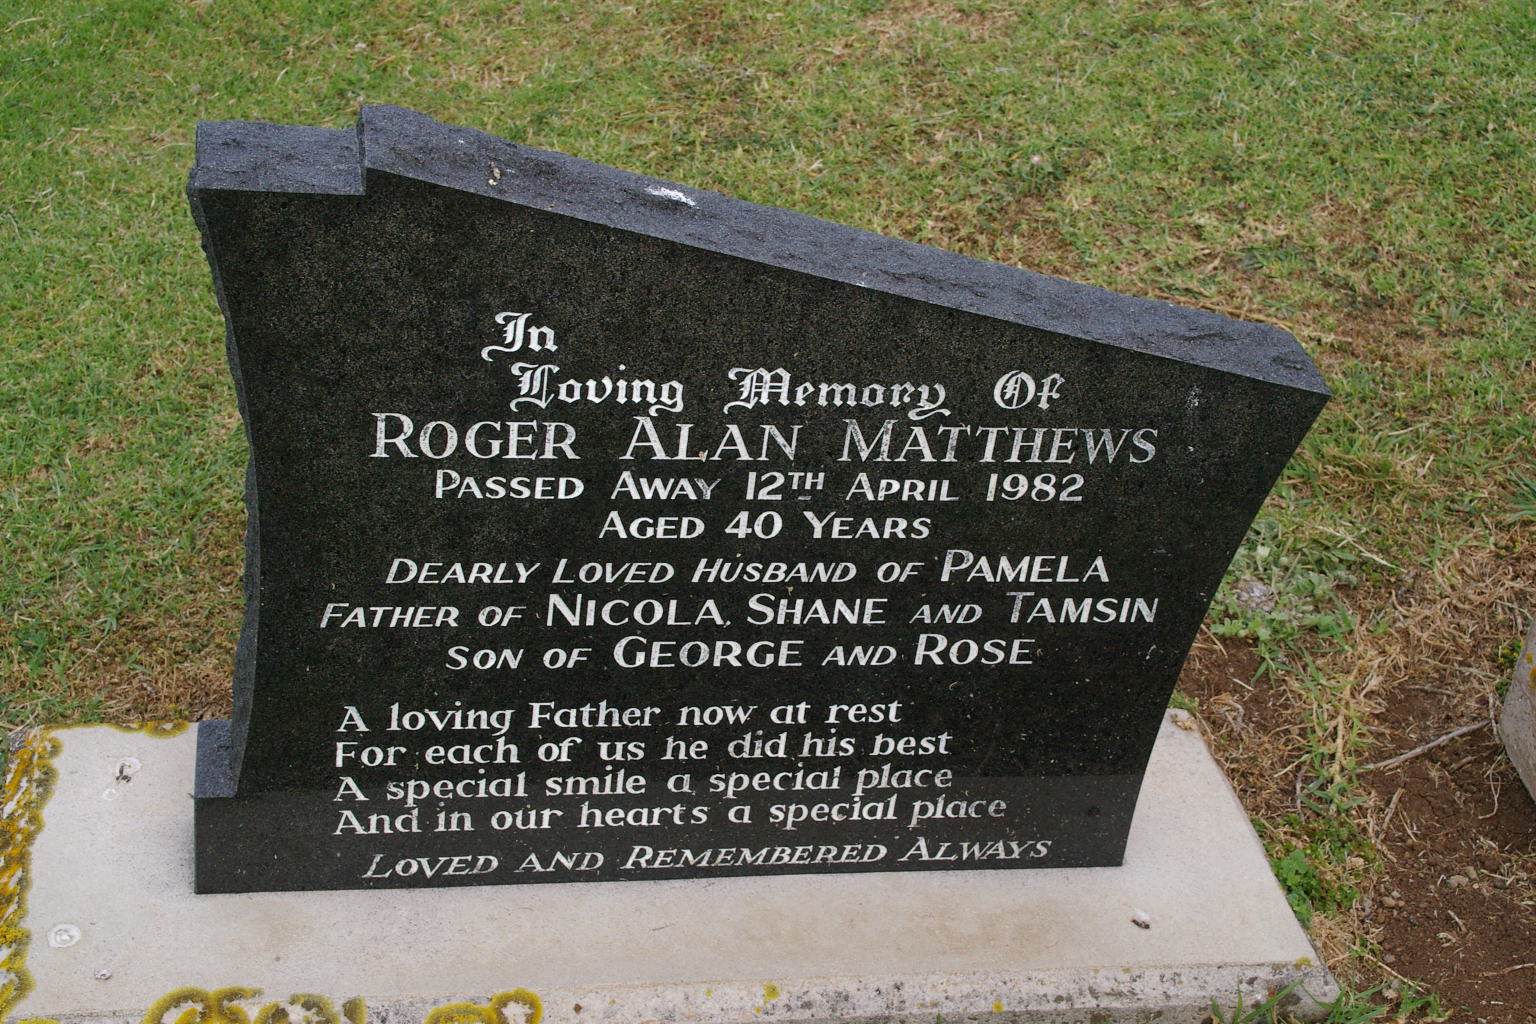 In
Loving Memory Of
ROGER ALAN MATTHEWS
PASSED AWAY 12TH APRIL 1982
AGED 40 YEARS
DEARLY LOVED HUSBAND OF PAMELA
FATHER OF NICOLA, SHANE AND TAMSIN
SON OF GEORGE AND ROSE
A loving Father now at rest
For each of us he did his best
A special smile a special place
And in our hearts a special place
LOVED AND REMEMBERED ALWAYS